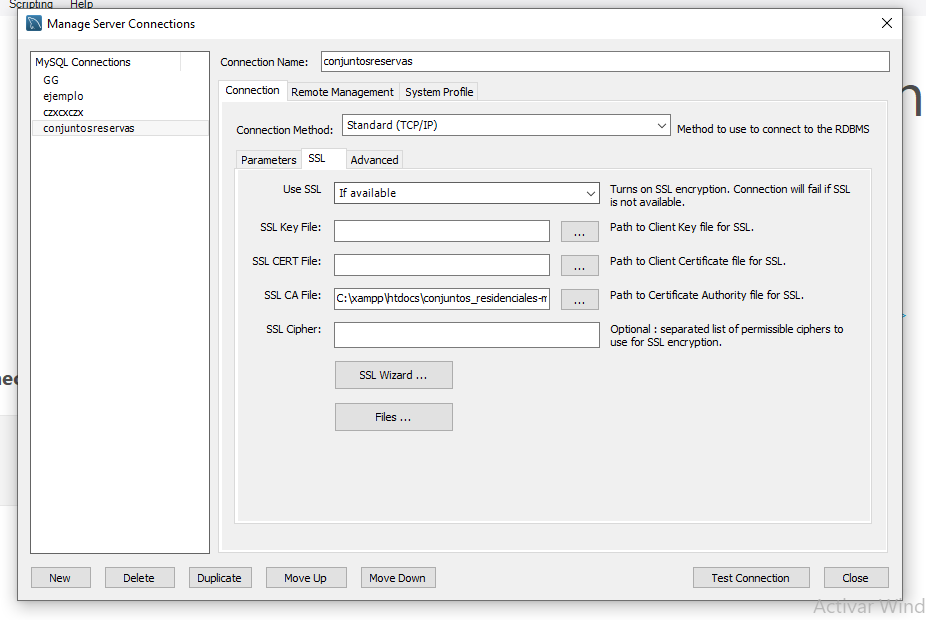 Scripting Help
Manage Server Connections
MySQL Connections
GG
ejemplo
czxcxczx
conjuntosreservas
Connection Name: conjuntosreservas
Connection Remote Management System Profile
Connection Method: Standard (TCP/IP) Method to use to connect to the RDBMS
Parameters SSL Advanced
Use SSL If available Turns on SSL encryption. Connection will fail if SSL
is not available.
SSL Key File: ... Path to Client Key file for SSL.
SSL CERT File: ... Path to Client Certificate file for SSL.
SSL CA File: C:\xampp\htdocs\conjuntos_residenciales-m ... Path to Certificate Authority file for SSL.
SSL Cipher: Optional : separated list of permissible ciphers to
use for SSL encryption.
SSL Wizard ...
Files ...
New Delete Duplicate Move Up Move Down Test Connection Close
Activar Wind